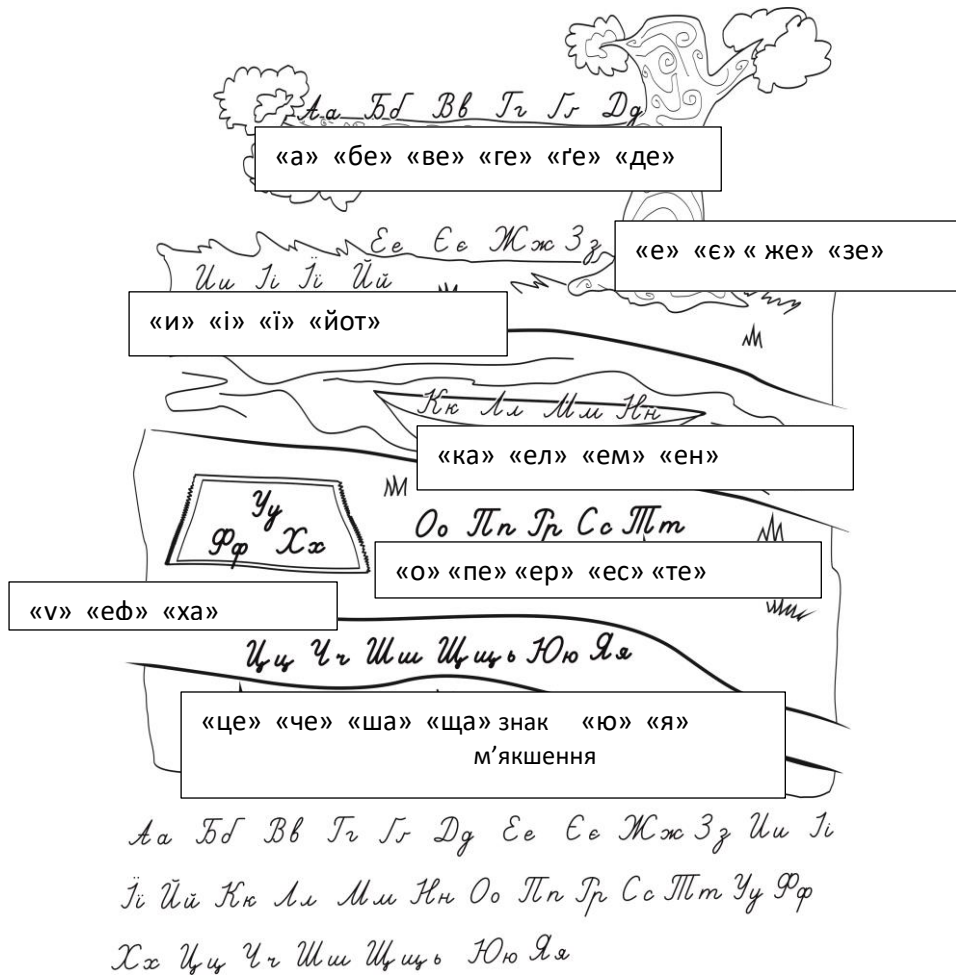 Аа Бб Вв Гг Ґґ Дд
«а» «бе» «ве» «ге» «ґе» «де»
Ее Єє Жж Зз
«е» «є» « же» «зе»
Ии Іі Її Йй
«и» «і» «ї» «йот»
Кк Лл Мм Нн
«ка» «ел» «ем» «ен»
Уу
Фф Хх
Оо Пп Рр Сс Тт
«о» «пе» «ер» «ес» «те»
«у» «еф» «ха»
Цц Чч Шш Щщь Юю Яя
«це» «че» «ша» «ща» знак «ю» «я»
м’якшення
Аа Бб Вв Гг Ґґ Дд Ее Єє Жж Зз Ии Іі
Її Йй Кк Лл Мм Нн Оо Пп Рр Сс Тт Уу Фф
Хх Цц Чч Шш Щщь Юю Яя